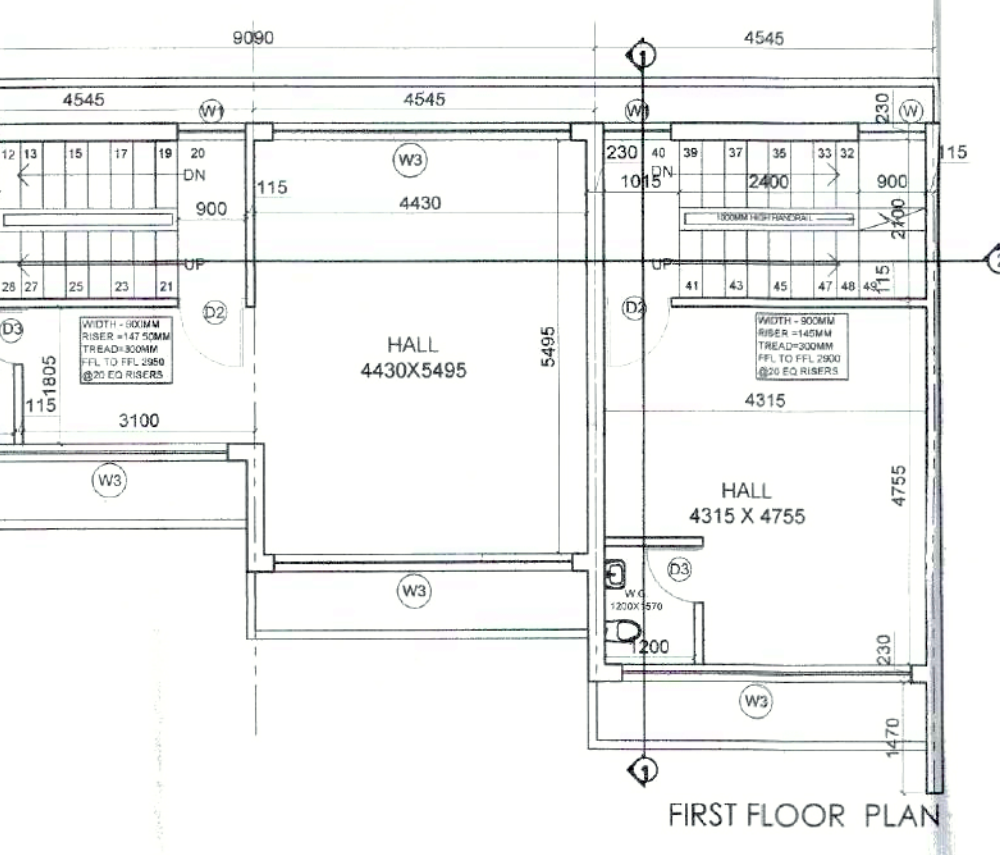 9090
4545
1
4545
4545
W1
W1
230
W
12 13 15 17 19 20
W3
230
40 39 37 35 33 32
115
DN
DN
115
1015
2400
900
900
4430
1000MM HIGH HANDRAIL
2100
UP
UP
28 27 25 23 21
41 43 45 47 48 49
115
D3
D2
D2
WIDTH - 900MM
RISER =147.50MM
TREAD=300MM
FFL TO FFL 2950
@20 EQ RISERS
WIDTH - 900MM
RISER =145MM
TREAD=300MM
FFL TO FFL 2900
@20 EQ RISERS
1805
HALL
4430X5495
5495
115
3100
4315
W3
HALL
4315 X 4755
4755
D3
W3
W.C.
1200X1570
1200
230
W3
1470
1
FIRST FLOOR PLAN